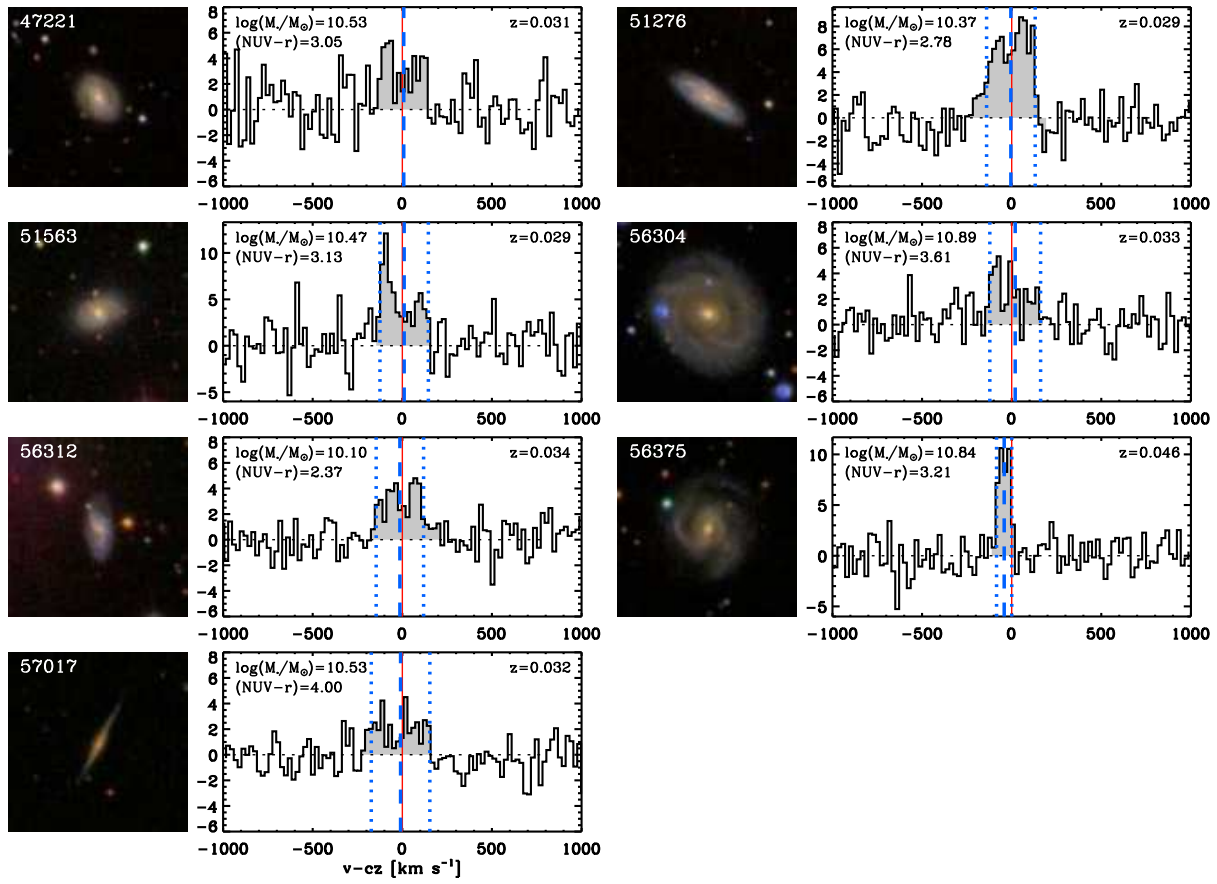 47221
log(M⋆/M⊙)=10.53 z=0.031
(NUV-r)=3.05
8
6
4
2
0
-2
-4
-6
-1000 -500 0 500 1000
51276
log(M⋆/M⊙)=10.37 z=0.029
(NUV-r)=2.78
8
6
4
2
0
-2
-4
-6
-1000 -500 0 500 1000
51563
log(M⋆/M⊙)=10.47 z=0.029
(NUV-r)=3.13
10
5
0
-5
-1000 -500 0 500 1000
56304
log(M⋆/M⊙)=10.89 z=0.033
(NUV-r)=3.61
8
6
4
2
0
-2
-4
-6
-1000 -500 0 500 1000
56312
log(M⋆/M⊙)=10.10 z=0.034
(NUV-r)=2.37
8
6
4
2
0
-2
-4
-6
-1000 -500 0 500 1000
56375
log(M⋆/M⊙)=10.84 z=0.046
(NUV-r)=3.21
10
5
0
-5
-1000 -500 0 500 1000
57017
log(M⋆/M⊙)=10.53 z=0.032
(NUV-r)=4.00
8
6
4
2
0
-2
-4
-6
-1000 -500 0 500 1000
v-cz [km s⁻¹]